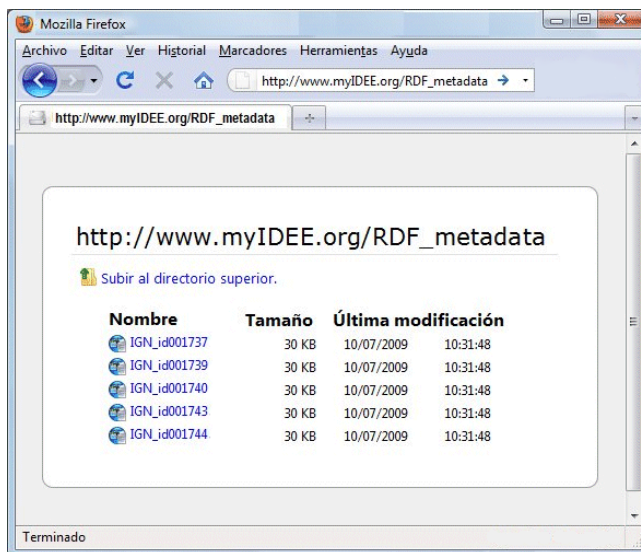 Mozilla Firefox
Archivo Editar Ver Historial Marcadores Herramientas Ayuda
http://www.myIDEE.org/RDF_metadata
http://www.myIDEE.org/RDF_metadata
http://www.myIDEE.org/RDF_metadata
Subir al directorio superior.
Nombre Tamaño Última modificación
IGN_id001737 30 KB 10/07/2009 10:31:48
IGN_id001739 30 KB 10/07/2009 10:31:48
IGN_id001740 30 KB 10/07/2009 10:31:48
IGN_id001743 30 KB 10/07/2009 10:31:48
IGN_id001744 30 KB 10/07/2009 10:31:48
Terminado